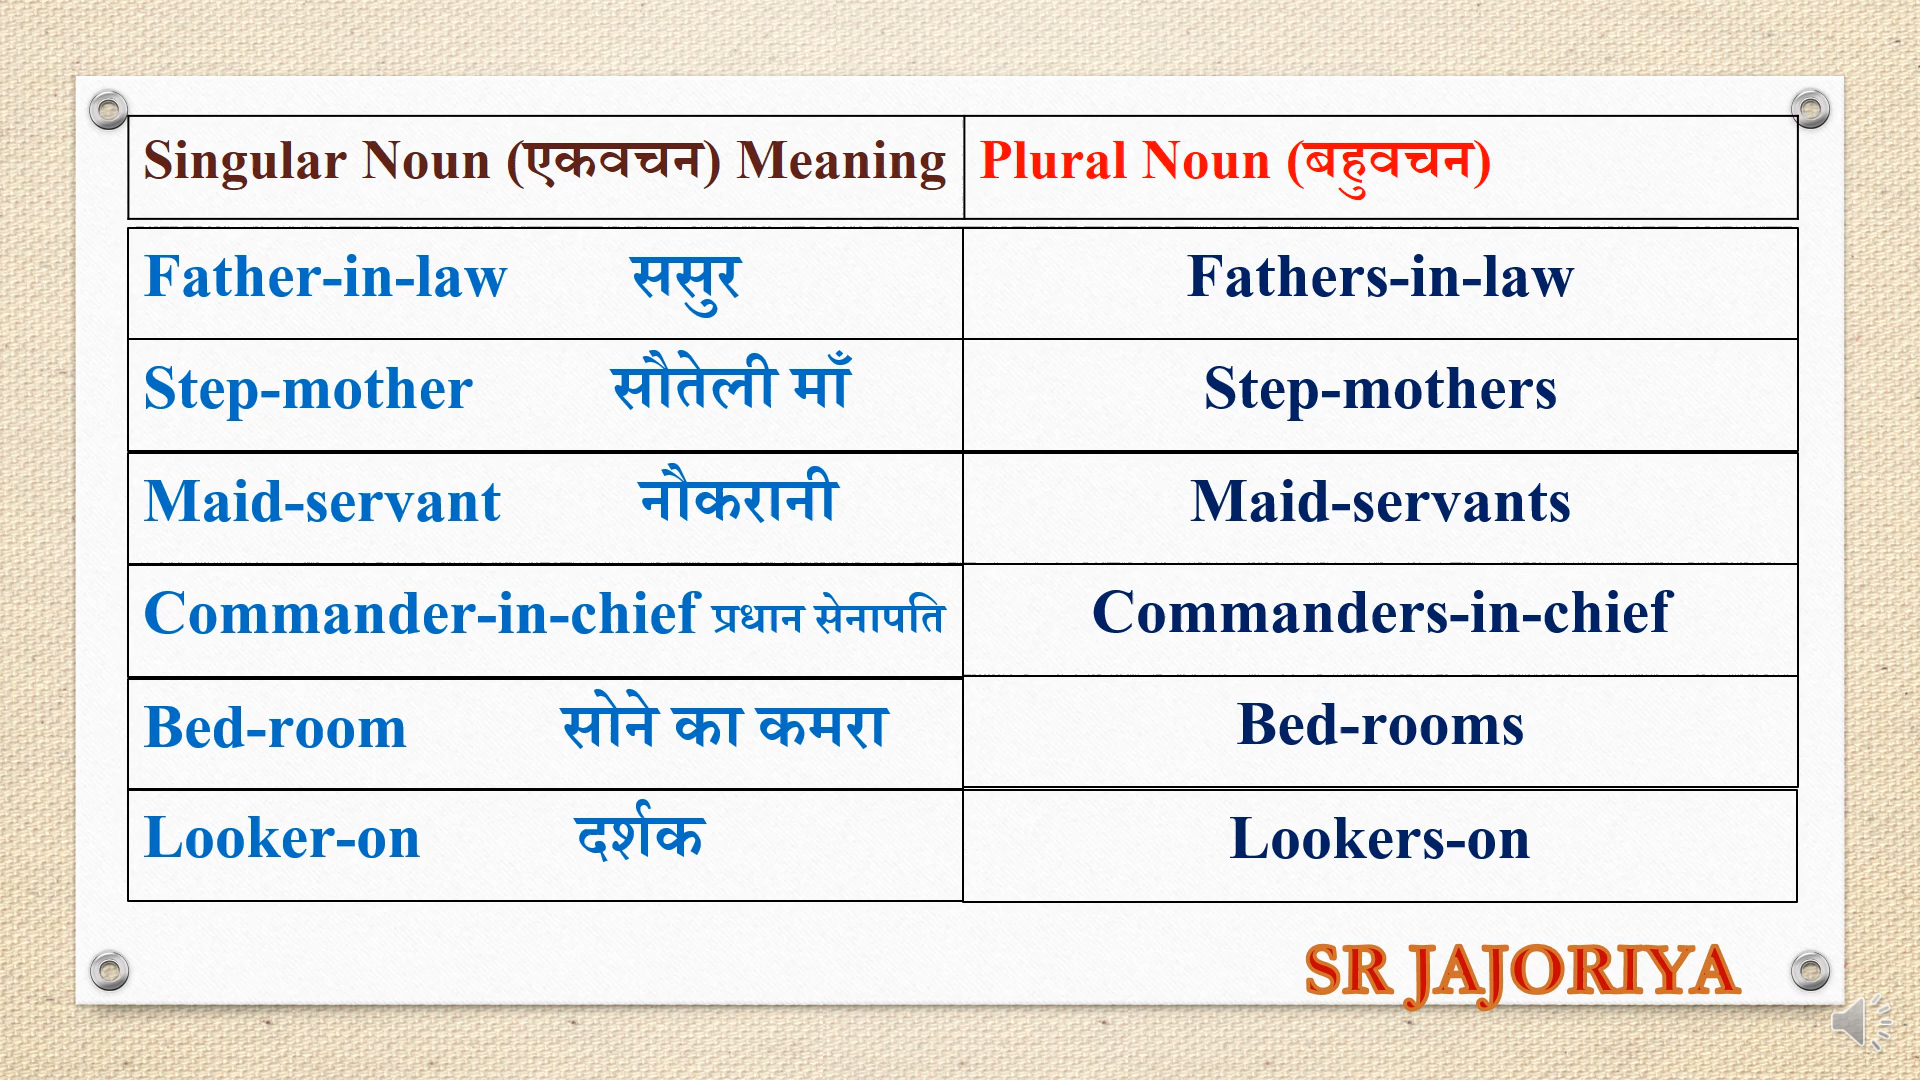 Singular Noun (एकवचन) Meaning Plural Noun (बहुवचन)
Father-in-law ससुर Fathers-in-law
Step-mother सौतेली माँ Step-mothers
Maid-servant नौकरानी Maid-servants
Commander-in-chief प्रधान सेनापति Commanders-in-chief
Bed-room सोने का कमरा Bed-rooms
Looker-on दर्शक Lookers-on
SR JAJORIYA